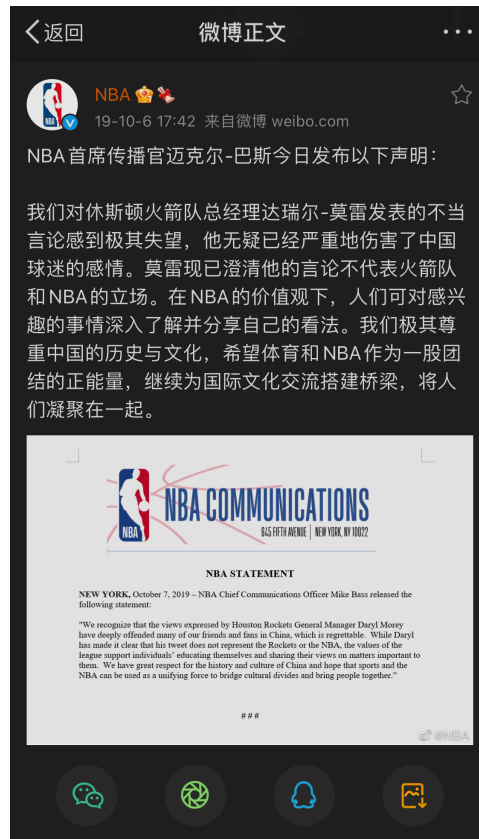 返回
微博正文
NBA
19-10-6 17:42 来自微博 weibo.com
NBA首席传播官迈克尔-巴斯今日发布以下声明：
我们对休斯顿火箭队总经理达瑞尔-莫雷发表的不当
言论感到极其失望，他无疑已经严重地伤害了中国
球迷的感情。莫雷现已澄清他的言论不代表火箭队
和NBA的立场。在NBA的价值观下，人们可对感兴
趣的事情深入了解并分享自己的看法。我们极其尊
重中国的历史与文化，希望体育和NBA作为一股团
结的正能量，继续为国际文化交流搭建桥梁，将人
们凝聚在一起。
NBA
NBA COMMUNICATIONS
645 FIFTH AVENUE | NEW YORK, NY 10022
NBA STATEMENT
NEW YORK, October 7, 2019 – NBA Chief Communications Officer Mike Bass released the
following statement:
"We recognize that the views expressed by Houston Rockets General Manager Daryl Morey
have deeply offended many of our friends and fans in China, which is regrettable. While Daryl
has made it clear that his tweet does not represent the Rockets or the NBA, the values of the
league support individuals' educating themselves and sharing their views on matters important to
them. We have great respect for the history and culture of China and hope that sports and the
NBA can be used as a unifying force to bridge cultural divides and bring people together."
# # #
@NBA